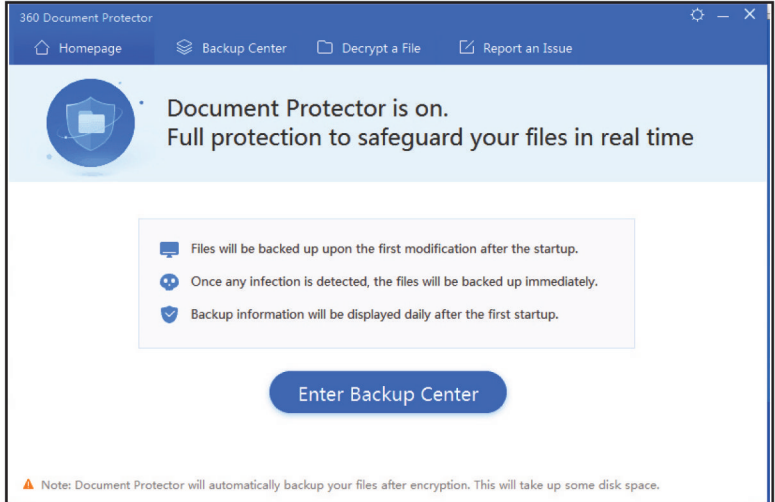 360 Document Protector
Homepage
Backup Center
Decrypt a File
Report an Issue
Document Protector is on.
Full protection to safeguard your files in real time
Files will be backed up upon the first modification after the startup.
Once any infection is detected, the files will be backed up immediately.
Backup information will be displayed daily after the first startup.
Enter Backup Center
Note: Document Protector will automatically backup your files after encryption. This will take up some disk space.